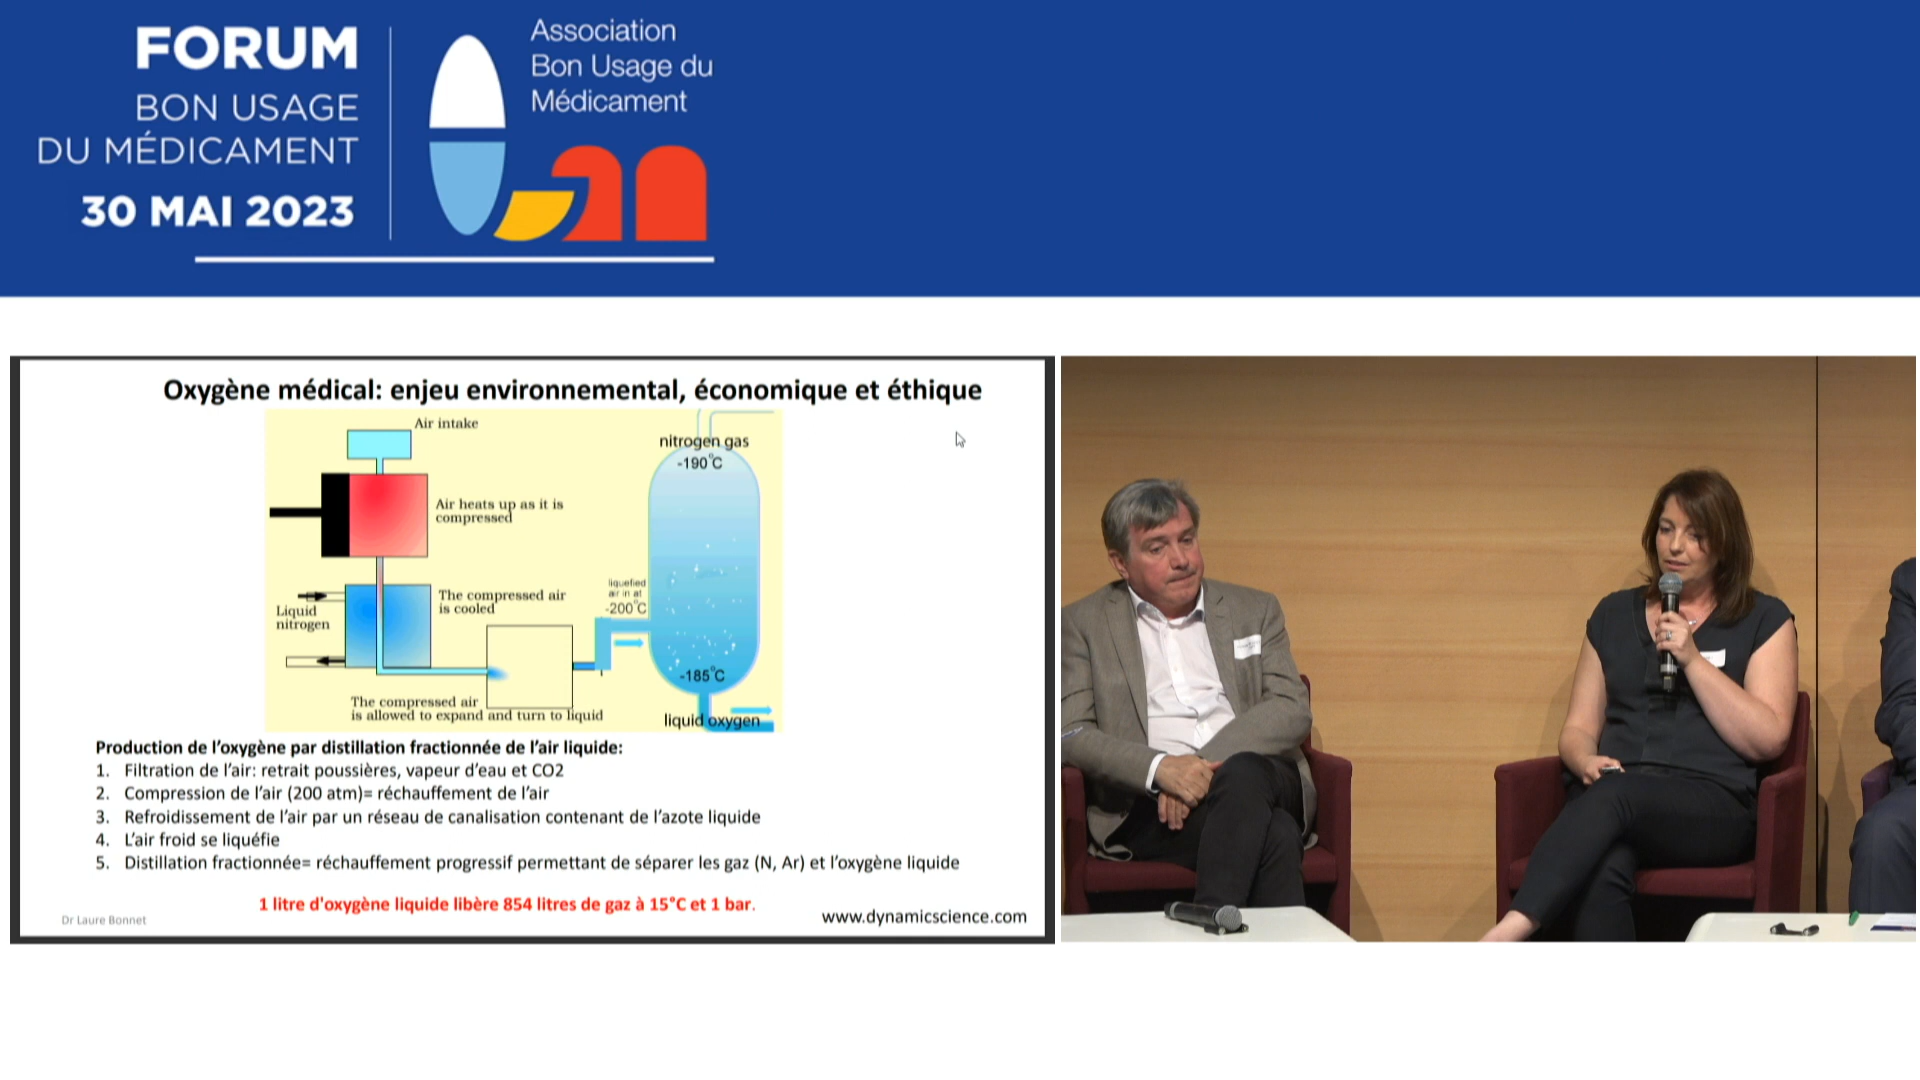 FORUM
BON USAGE
DU MÉDICAMENT
30 MAI 2023
Association
Bon Usage du
Médicament
Oxygène médical: enjeu environnemental, économique et éthique
Air intake
nitrogen gas
-190°C
Air heats up as it is
compressed
The compressed air
is cooled
Liquid
nitrogen
liquefied
air in at
-200°C
-185°C
The compressed air
is allowed to expand and turn to liquid
liquid oxygen
Production de l'oxygène par distillation fractionnée de l'air liquide:
1. Filtration de l'air: retrait poussières, vapeur d'eau et CO2
2. Compression de l'air (200 atm)= réchauffement de l'air
3. Refroidissement de l'air par un réseau de canalisation contenant de l'azote liquide
4. L'air froid se liquéfie
5. Distillation fractionnée= réchauffement progressif permettant de séparer les gaz (N, Ar) et l'oxygène liquide
1 litre d'oxygène liquide libère 854 litres de gaz à 15°C et 1 bar.
Dr Laure Bonnet
www.dynamicscience.com